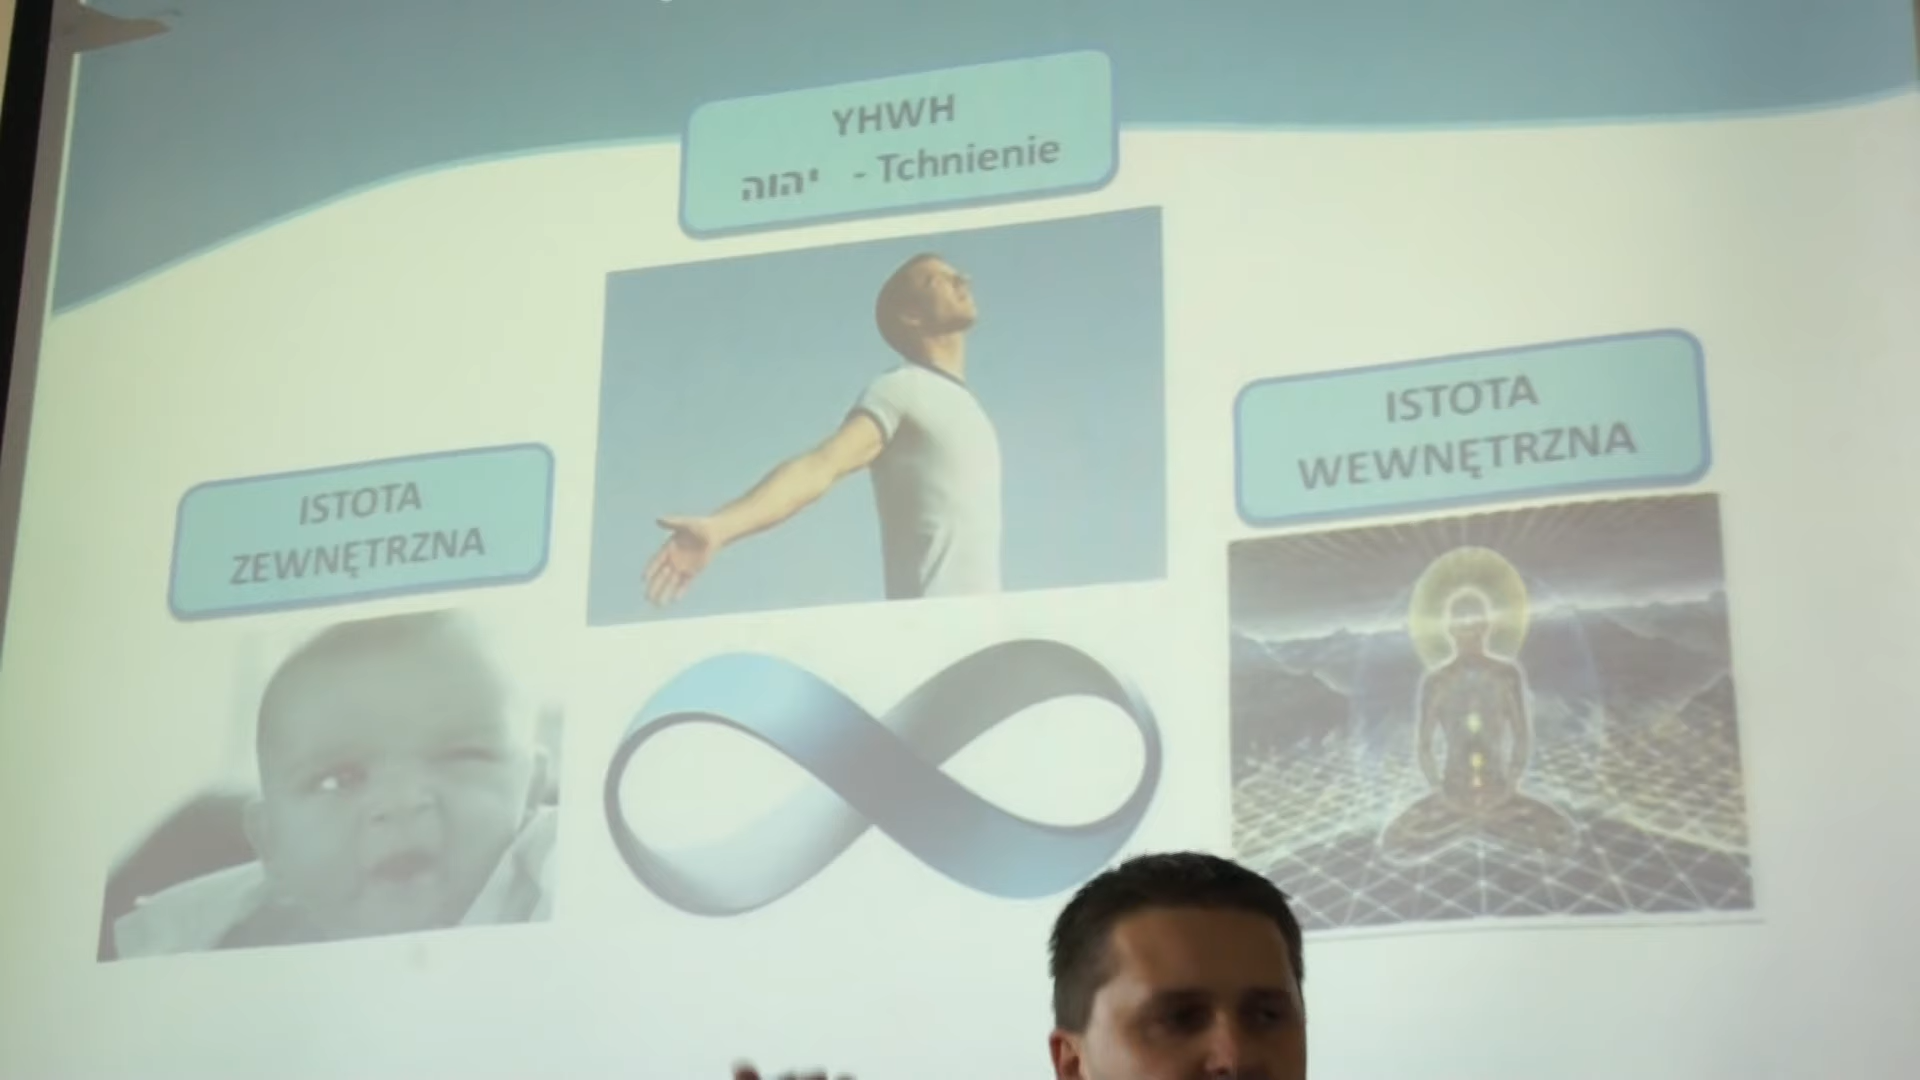 YHWH
יהוה - Tchnienie
ISTOTA
ZEWNĘTRZNA
ISTOTA
WEWNĘTRZNA